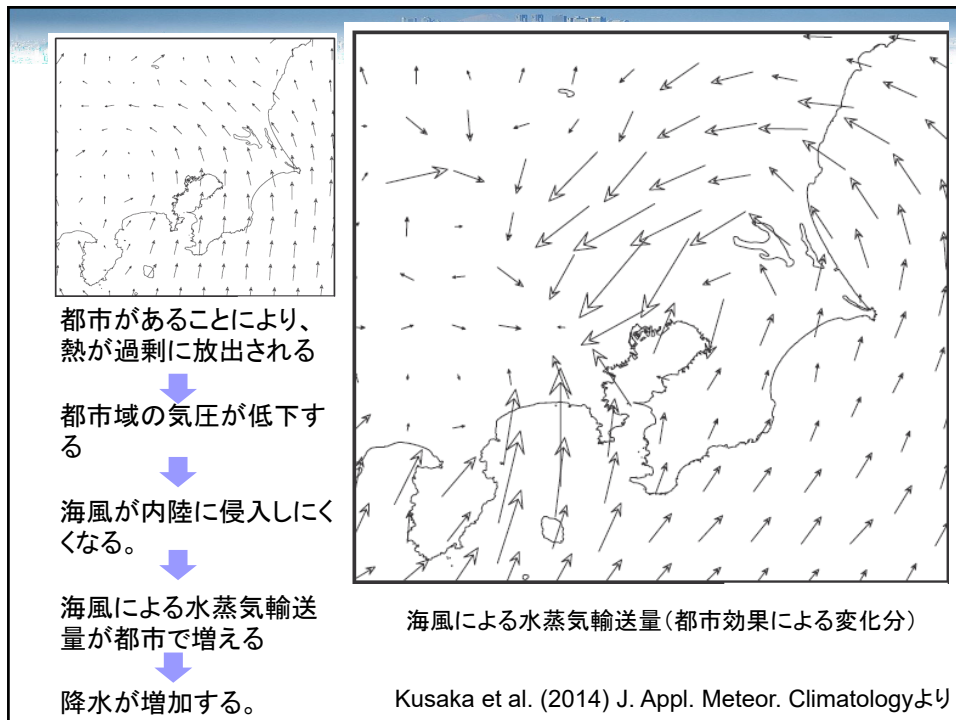 都市があることにより、
熱が過剰に放出される
都市域の気圧が低下す
る
海風が内陸に侵入しにく
くなる。
海風による水蒸気輸送
量が都市で増える
降水が増加する。
海風による水蒸気輸送量(都市効果による変化分)
Kusaka et al. (2014) J. Appl. Meteor. Climatologyより